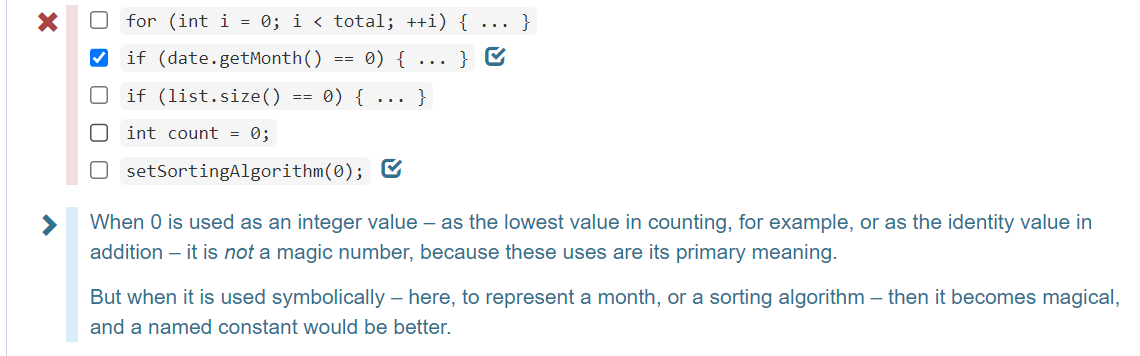 for (int i = 0; i < total; ++i) { ... }
if (date.getMonth() == 0) { ... }
if (list.size() == 0) { ... }
int count = 0;
setSortingAlgorithm(0);
When 0 is used as an integer value – as the lowest value in counting, for example, or as the identity value in
addition – it is not a magic number, because these uses are its primary meaning.
But when it is used symbolically – here, to represent a month, or a sorting algorithm – then it becomes magical,
and a named constant would be better.